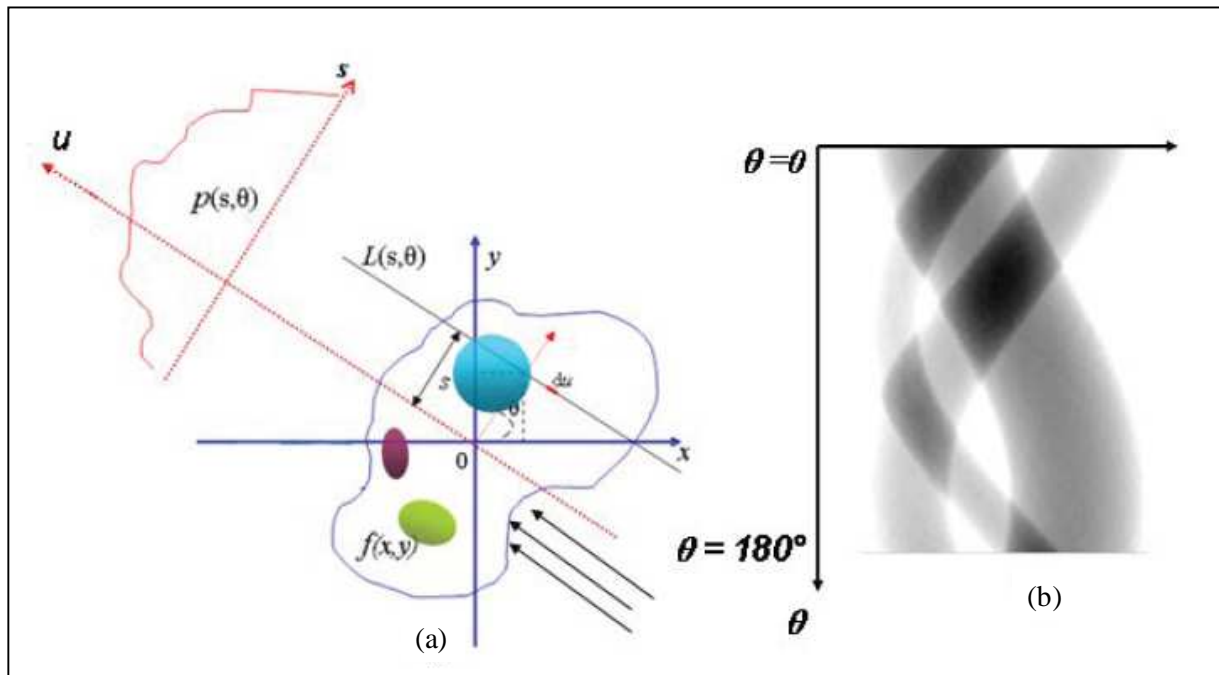 s
u
p(s,θ)
L(s,θ)
y
s
du
θ
0
x
f(x,y)
(a)
θ=0
θ = 180°
θ
(b)